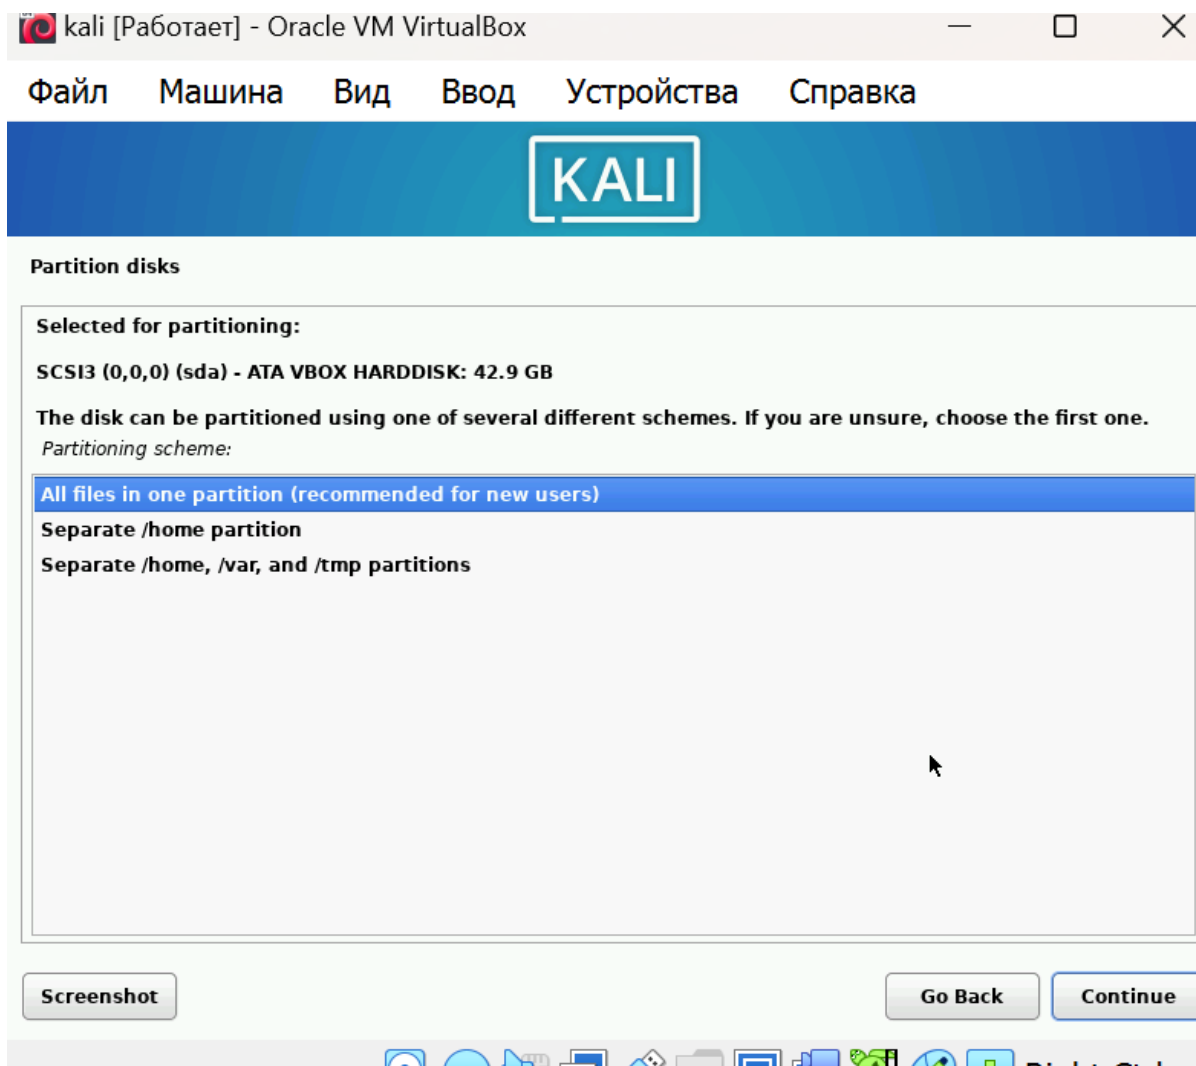 kali [Работает] - Oracle VM VirtualBox
Файл Машина Вид Ввод Устройства Справка
KALI
Partition disks
Selected for partitioning:
SCSI3 (0,0,0) (sda) - ATA VBOX HARDDISK: 42.9 GB
The disk can be partitioned using one of several different schemes. If you are unsure, choose the first one.
Partitioning scheme:
All files in one partition (recommended for new users)
Separate /home partition
Separate /home, /var, and /tmp partitions
Screenshot Go Back Continue